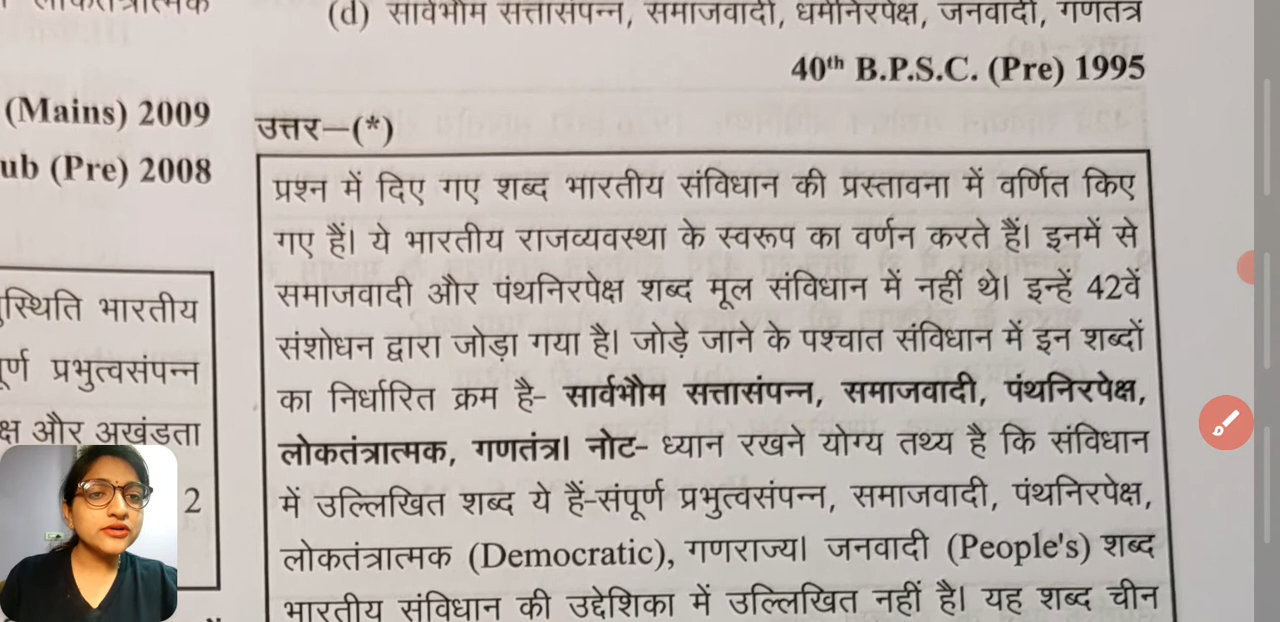 (d) सार्वभौम सत्तासंपन्न, समाजवादी, धर्मनिरपेक्ष, जनवादी, गणतंत्र
40th B.P.S.C. (Pre) 1995
(Mains) 2009
उत्तर–(*)
ub (Pre) 2008
प्रश्न में दिए गए शब्द भारतीय संविधान की प्रस्तावना में वर्णित किए
गए हैं। ये भारतीय राजव्यवस्था के स्वरूप का वर्णन करते हैं। इनमें से
समाजवादी और पंथनिरपेक्ष शब्द मूल संविधान में नहीं थे। इन्हें 42वें
संशोधन द्वारा जोड़ा गया है। जोड़े जाने के पश्चात संविधान में इन शब्दों
का निर्धारित क्रम है- सार्वभौम सत्तासंपन्न, समाजवादी, पंथनिरपेक्ष,
लोकतंत्रात्मक, गणतंत्र। नोट- ध्यान रखने योग्य तथ्य है कि संविधान
में उल्लिखित शब्द ये हैं-संपूर्ण प्रभुत्वसंपन्न, समाजवादी, पंथनिरपेक्ष,
लोकतंत्रात्मक (Democratic), गणराज्य। जनवादी (People's) शब्द
भारतीय संविधान की उद्देशिका में उल्लिखित नहीं है। यह शब्द चीन
स्थिति भारतीय
प्रभुत्वसंपन्न
क्ष और अखंडता
2